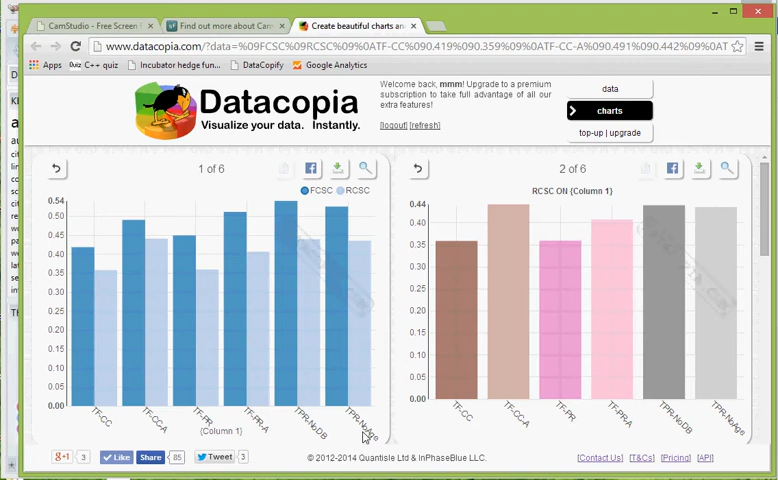 CamStudio - Free Screen
Find out more about Cam
Create beautiful charts an
www.datacopia.com/?data=%09FCSC%09RCSC%09%0ATF-CC%090.419%090.359%0ATF-CC-A%090.491%090.442%09%0AT
Apps
Quiz C++ quiz
Incubator hedge fun...
DataCopify
Google Analytics
Datacopia
Visualize your data. Instantly.
Welcome back, mmm! Upgrade to a premium
subscription to take full advantage of all our
extra features!
[logout] [refresh]
data
charts
top-up | upgrade
1 of 6
FCSC RCSC
0.54
0.50
0.45
0.40
0.35
0.30
0.25
0.20
0.15
0.10
0.05
0.00
TF-CC
TF-CC-A
TF-PR
TF-PR-A
TPR-NoDB
TPR-NoAge
{Column 1}
2 of 6
RCSC ON {Column 1}
0.44
0.40
0.35
0.30
0.25
0.20
0.15
0.10
0.05
0.00
TF-CC
TF-CC-A
TF-PR
TF-PR-A
TPR-NoDB
TPR-NoAge
g+1 3
Like
Share 85
Tweet 3
© 2012-2014 Quantisle Ltd & InPhaseBlue LLC.
[Contact Us] [T&Cs] [Pricing] [API]